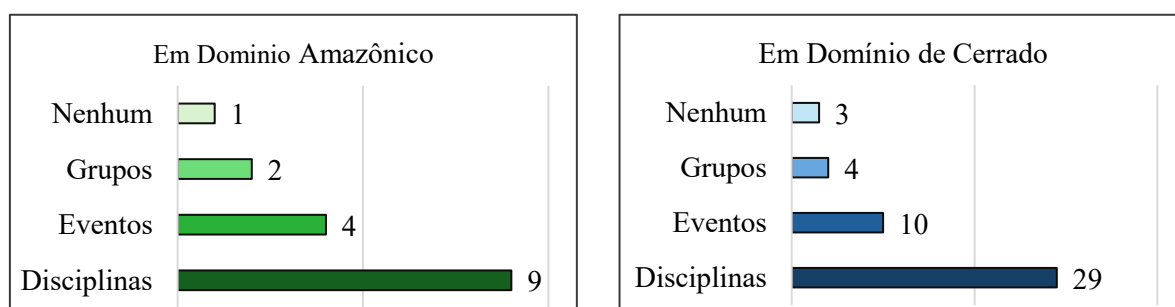 Em Dominio Amazônico
Nenhum 1
Grupos 2
Eventos 4
Disciplinas 9
Em Domínio de Cerrado
Nenhum 3
Grupos 4
Eventos 10
Disciplinas 29